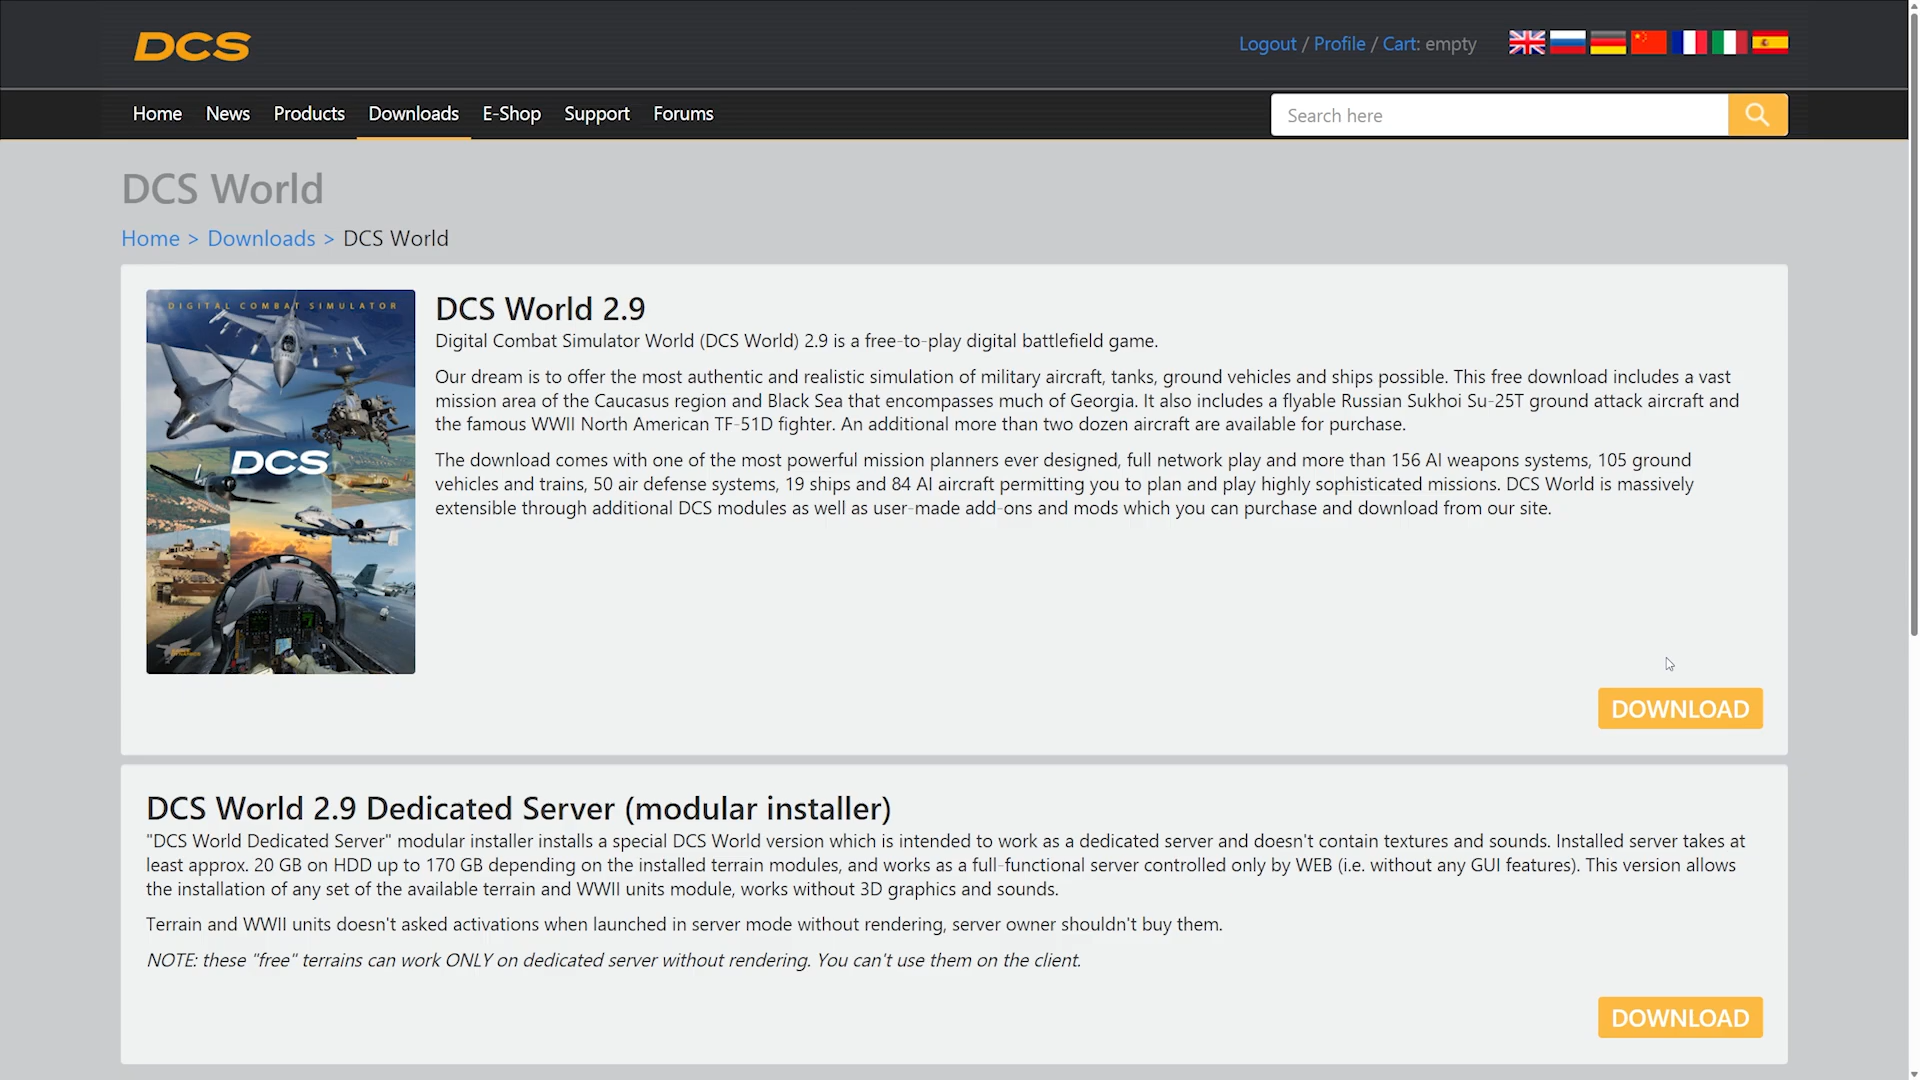 DCS
Logout / Profile / Cart: empty
Home News Products Downloads E-Shop Support Forums
Search here
DCS World
Home > Downloads > DCS World
DIGITAL COMBAT SIMULATOR
DCS
DCS World 2.9
Digital Combat Simulator World (DCS World) 2.9 is a free-to-play digital battlefield game.
Our dream is to offer the most authentic and realistic simulation of military aircraft, tanks, ground vehicles and ships possible. This free download includes a vast
mission area of the Caucasus region and Black Sea that encompasses much of Georgia. It also includes a flyable Russian Sukhoi Su-25T ground attack aircraft and
the famous WWII North American TF-51D fighter. An additional more than two dozen aircraft are available for purchase.
The download comes with one of the most powerful mission planners ever designed, full network play and more than 156 AI weapons systems, 105 ground
vehicles and trains, 50 air defense systems, 19 ships and 84 AI aircraft permitting you to plan and play highly sophisticated missions. DCS World is massively
extensible through additional DCS modules as well as user-made add-ons and mods which you can purchase and download from our site.
DOWNLOAD
DCS World 2.9 Dedicated Server (modular installer)
"DCS World Dedicated Server" modular installer installs a special DCS World version which is intended to work as a dedicated server and doesn't contain textures and sounds. Installed server takes at
least approx. 20 GB on HDD up to 170 GB depending on the installed terrain modules, and works as a full-functional server controlled only by WEB (i.e. without any GUI features). This version allows
the installation of any set of the available terrain and WWII units module, works without 3D graphics and sounds.
Terrain and WWII units doesn't asked activations when launched in server mode without rendering, server owner shouldn't buy them.
NOTE: these "free" terrains can work ONLY on dedicated server without rendering. You can't use them on the client.
DOWNLOAD